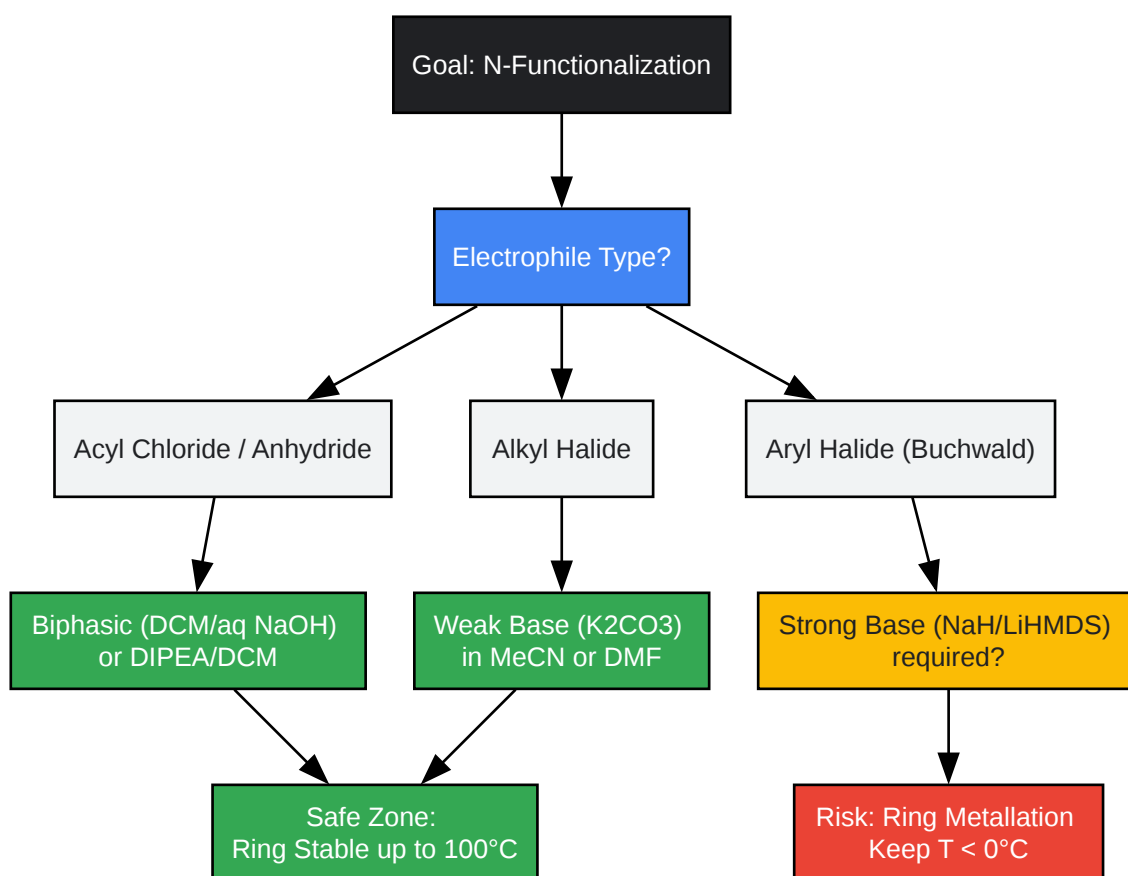 Goal: N-Functionalization
Electrophile Type?
Acyl Chloride / Anhydride
Alkyl Halide
Aryl Halide (Buchwald)
Biphasic (DCM/aq NaOH)
or DIPEA/DCM
Weak Base (K2CO3)
in MeCN or DMF
Strong Base (NaH/LiHMDS)
required?
Safe Zone:
Ring Stable up to 100°C
Risk: Ring Metallation
Keep T < 0°C